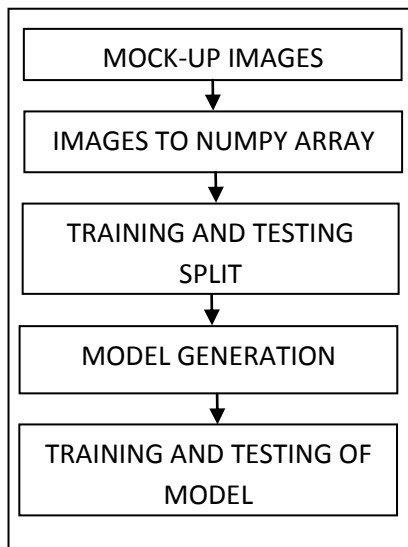 MOCK-UP IMAGES
IMAGES TO NUMPY ARRAY
TRAINING AND TESTING
SPLIT
MODEL GENERATION
TRAINING AND TESTING OF
MODEL